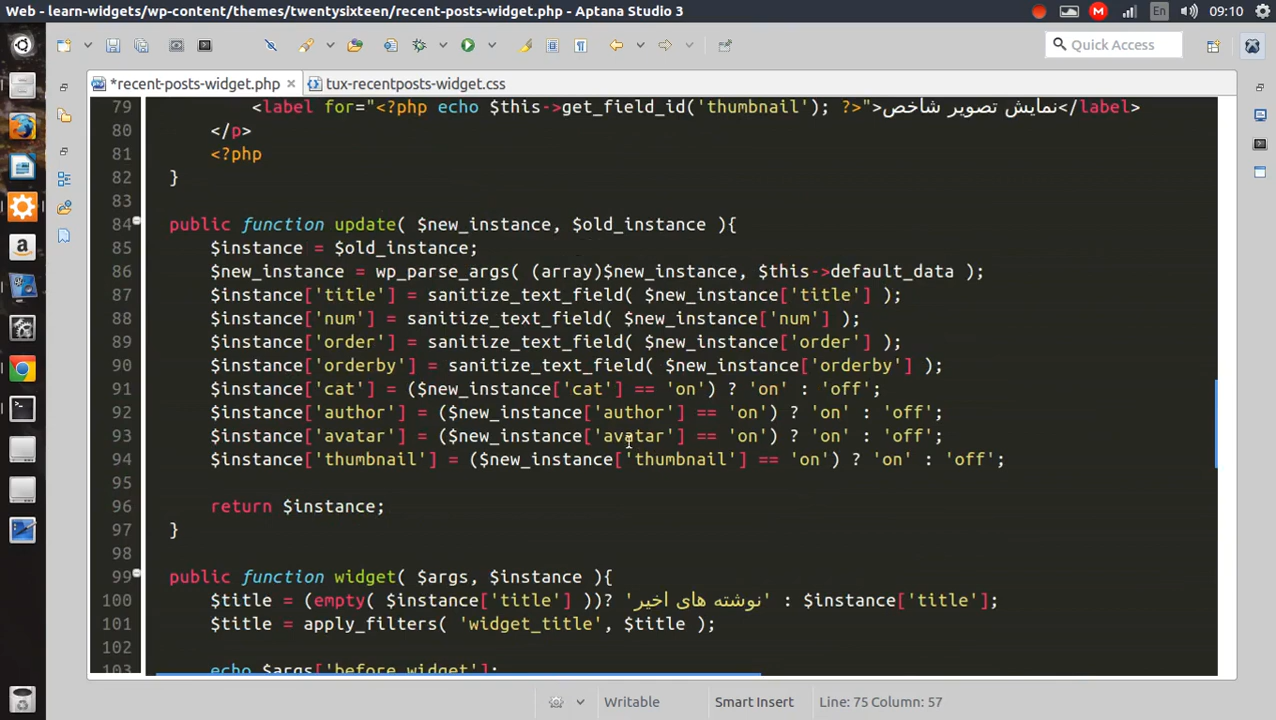 Web - learn-widgets/wp-content/themes/twentysixteen/recent-posts-widget.php - Aptana Studio 3
En
09:10
Quick Access
*recent-posts-widget.php
tux-recentposts-widget.css
79 <label for="<?php echo $this->get_field_id('thumbnail'); ?>">نمایش تصویر شاخص</label>
80 </p>
81 <?php
82 }
83
84 public function update( $new_instance, $old_instance ){
85 $instance = $old_instance;
86 $new_instance = wp_parse_args( (array)$new_instance, $this->default_data );
87 $instance['title'] = sanitize_text_field( $new_instance['title'] );
88 $instance['num'] = sanitize_text_field( $new_instance['num'] );
89 $instance['order'] = sanitize_text_field( $new_instance['order'] );
90 $instance['orderby'] = sanitize_text_field( $new_instance['orderby'] );
91 $instance['cat'] = ($new_instance['cat'] == 'on') ? 'on' : 'off';
92 $instance['author'] = ($new_instance['author'] == 'on') ? 'on' : 'off';
93 $instance['avatar'] = ($new_instance['avatar'] == 'on') ? 'on' : 'off';
94 $instance['thumbnail'] = ($new_instance['thumbnail'] == 'on') ? 'on' : 'off';
95
96 return $instance;
97 }
98
99 public function widget( $args, $instance ){
100 $title = (empty( $instance['title'] ))? 'نوشته های اخیر' : $instance['title'];
101 $title = apply_filters( 'widget_title', $title );
102
103 echo $args['before_widget'];
Writable
Smart Insert
Line: 75 Column: 57